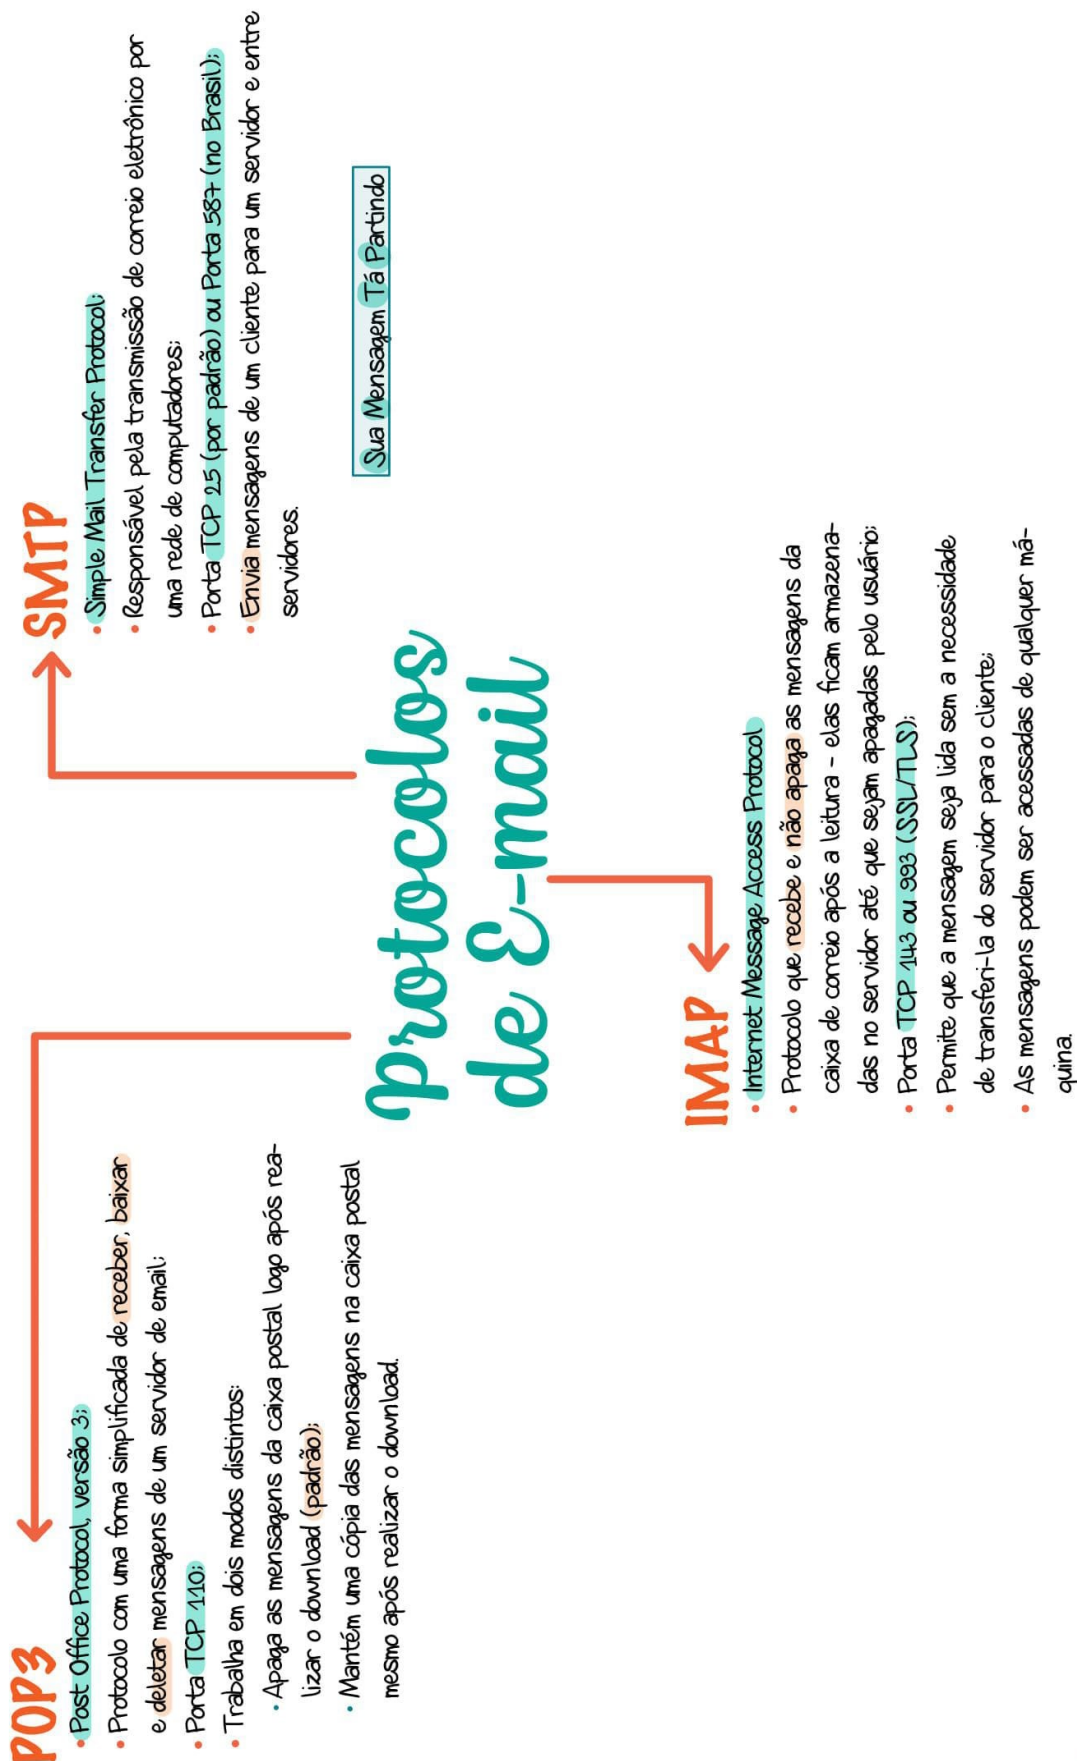 POP3
• Post Office Protocol, versão 3;
• Protocolo com uma forma simplificada de receber, baixar
e deletar mensagens de um servidor de email;
• Porta TCP 110;
• Trabalha em dois modos distintos:
• Apaga as mensagens da caixa postal logo após rea-
lizar o download (padrão);
• Mantém uma cópia das mensagens na caixa postal
mesmo após realizar o download.
SMTP
• Simple Mail Transfer Protocol;
• Responsável pela transmissão de correio eletrônico por
uma rede de computadores;
• Porta TCP 25 (por padrão) ou Porta 587 (no Brasil);
• Envia mensagens de um cliente para um servidor e entre
servidores.
Sua Mensagem Tá Partindo
Protocolos
de E-mail
IMAP
• Internet Message Access Protocol
• Protocolo que recebe e não apaga as mensagens da
caixa de correio após a leitura - elas ficam armazena-
das no servidor até que sejam apagadas pelo usuário;
• Porta TCP 143 ou 993 (SSL/TLS);
• Permite que a mensagem seja lida sem a necessidade
de transferi-la do servidor para o cliente;
• As mensagens podem ser acessadas de qualquer má-
quina.